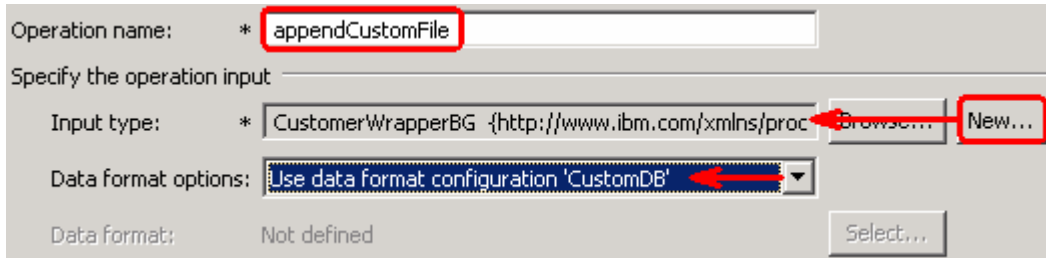 Operation name: * appendCustomFile
Specify the operation input
Input type: * CustomerWrapperBG {http://www.ibm.com/xmlns/proc Browse... New...
Data format options: Use data format configuration 'CustomDB'
Data format: Not defined Select...